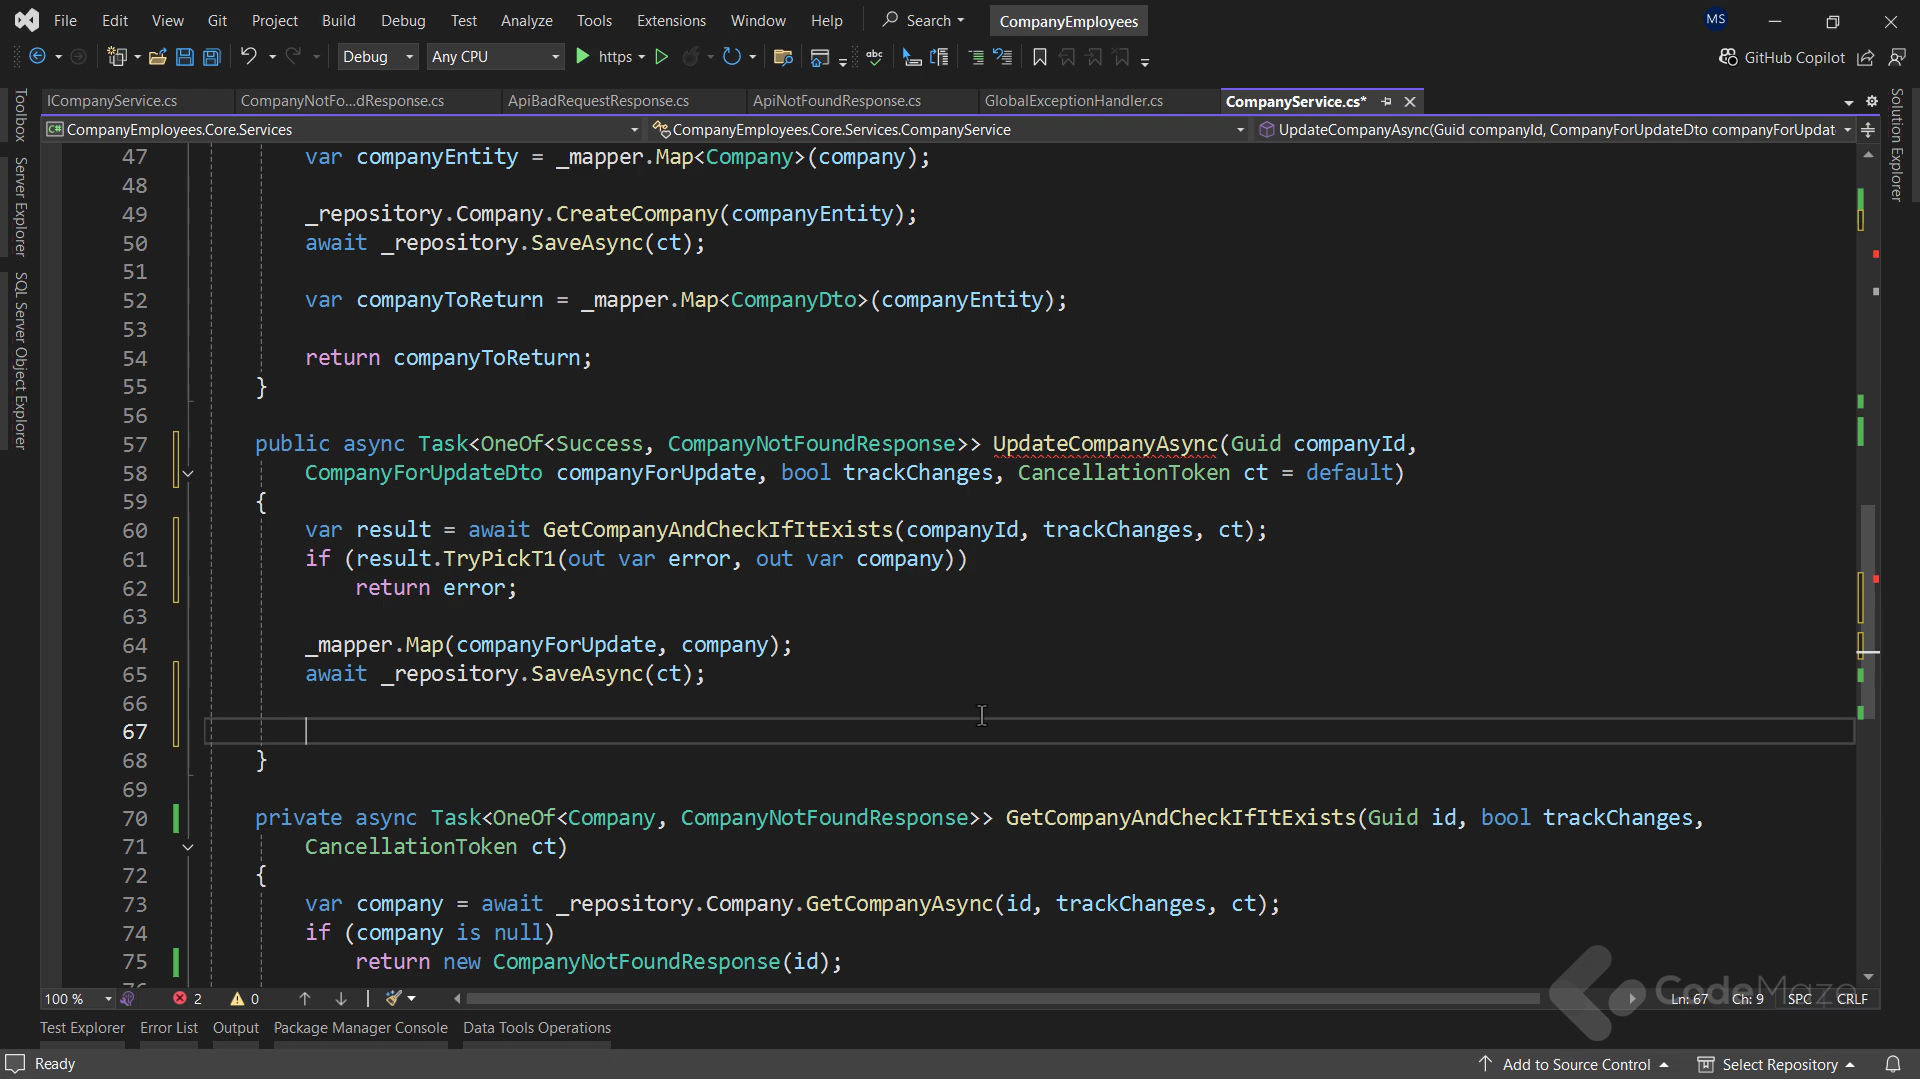 File Edit View Git Project Build Debug Test Analyze Tools Extensions Window Help Search CompanyEmployees MS
Debug Any CPU https GitHub Copilot
ICompanyService.cs CompanyNotFo...dResponse.cs ApiBadRequestResponse.cs ApiNotFoundResponse.cs GlobalExceptionHandler.cs CompanyService.cs*
CompanyEmployees.Core.Services CompanyEmployees.Core.Services.CompanyService UpdateCompanyAsync(Guid companyId, CompanyForUpdateDto companyForUpdat
Toolbox
Server Explorer
SQL Server Object Explorer
Solution Explorer
47 var companyEntity = _mapper.Map<Company>(company);
48
49 _repository.Company.CreateCompany(companyEntity);
50 await _repository.SaveAsync(ct);
51
52 var companyToReturn = _mapper.Map<CompanyDto>(companyEntity);
53
54 return companyToReturn;
55 }
56
57 public async Task<OneOf<Success, CompanyNotFoundResponse>> UpdateCompanyAsync(Guid companyId,
58 CompanyForUpdateDto companyForUpdate, bool trackChanges, CancellationToken ct = default)
59 {
60 var result = await GetCompanyAndCheckIfItExists(companyId, trackChanges, ct);
61 if (result.TryPickT1(out var error, out var company))
62 return error;
63
64 _mapper.Map(companyForUpdate, company);
65 await _repository.SaveAsync(ct);
66
67
68 }
69
70 private async Task<OneOf<Company, CompanyNotFoundResponse>> GetCompanyAndCheckIfItExists(Guid id, bool trackChanges,
71 CancellationToken ct)
72 {
73 var company = await _repository.Company.GetCompanyAsync(id, trackChanges, ct);
74 if (company is null)
75 return new CompanyNotFoundResponse(id);
100 % 2 0 Ln: 67 Ch: 9 SPC CRLF
CodeMaze
Test Explorer Error List Output Package Manager Console Data Tools Operations
Ready Add to Source Control Select Repository